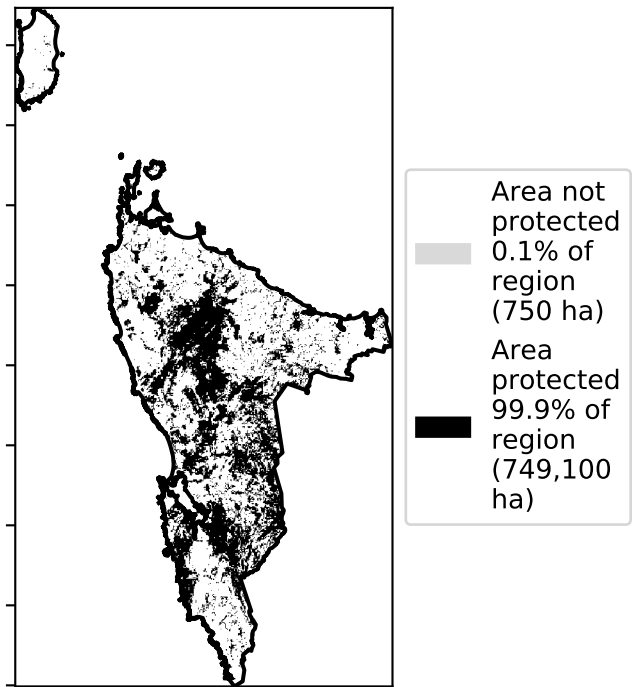 Area not
protected
0.1% of
region
(750 ha)
Area
protected
99.9% of
region
(749,100
ha)